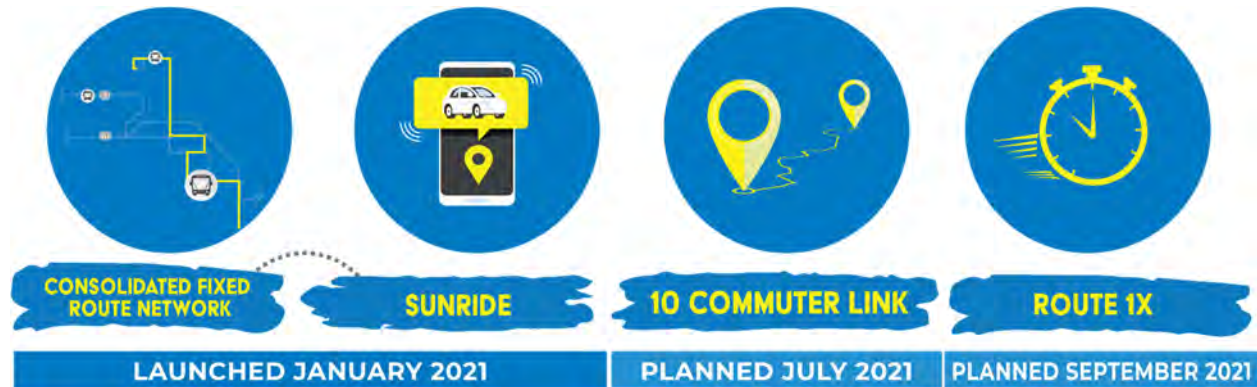 CONSOLIDATED FIXED
ROUTE NETWORK
SUNRIDE
10 COMMUTER LINK
ROUTE 1X
LAUNCHED JANUARY 2021
PLANNED JULY 2021
PLANNED SEPTEMBER 2021